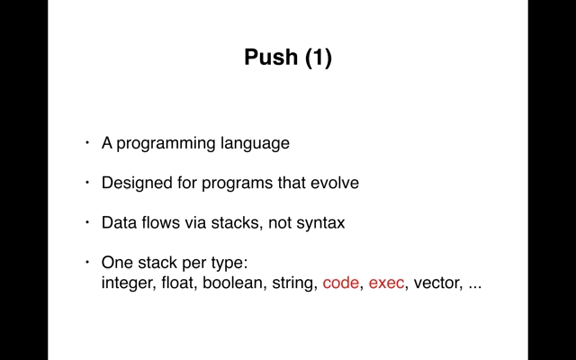 Push (1)
• A programming language
• Designed for programs that evolve
• Data flows via stacks, not syntax
• One stack per type:
integer, float, boolean, string, code, exec, vector, ...